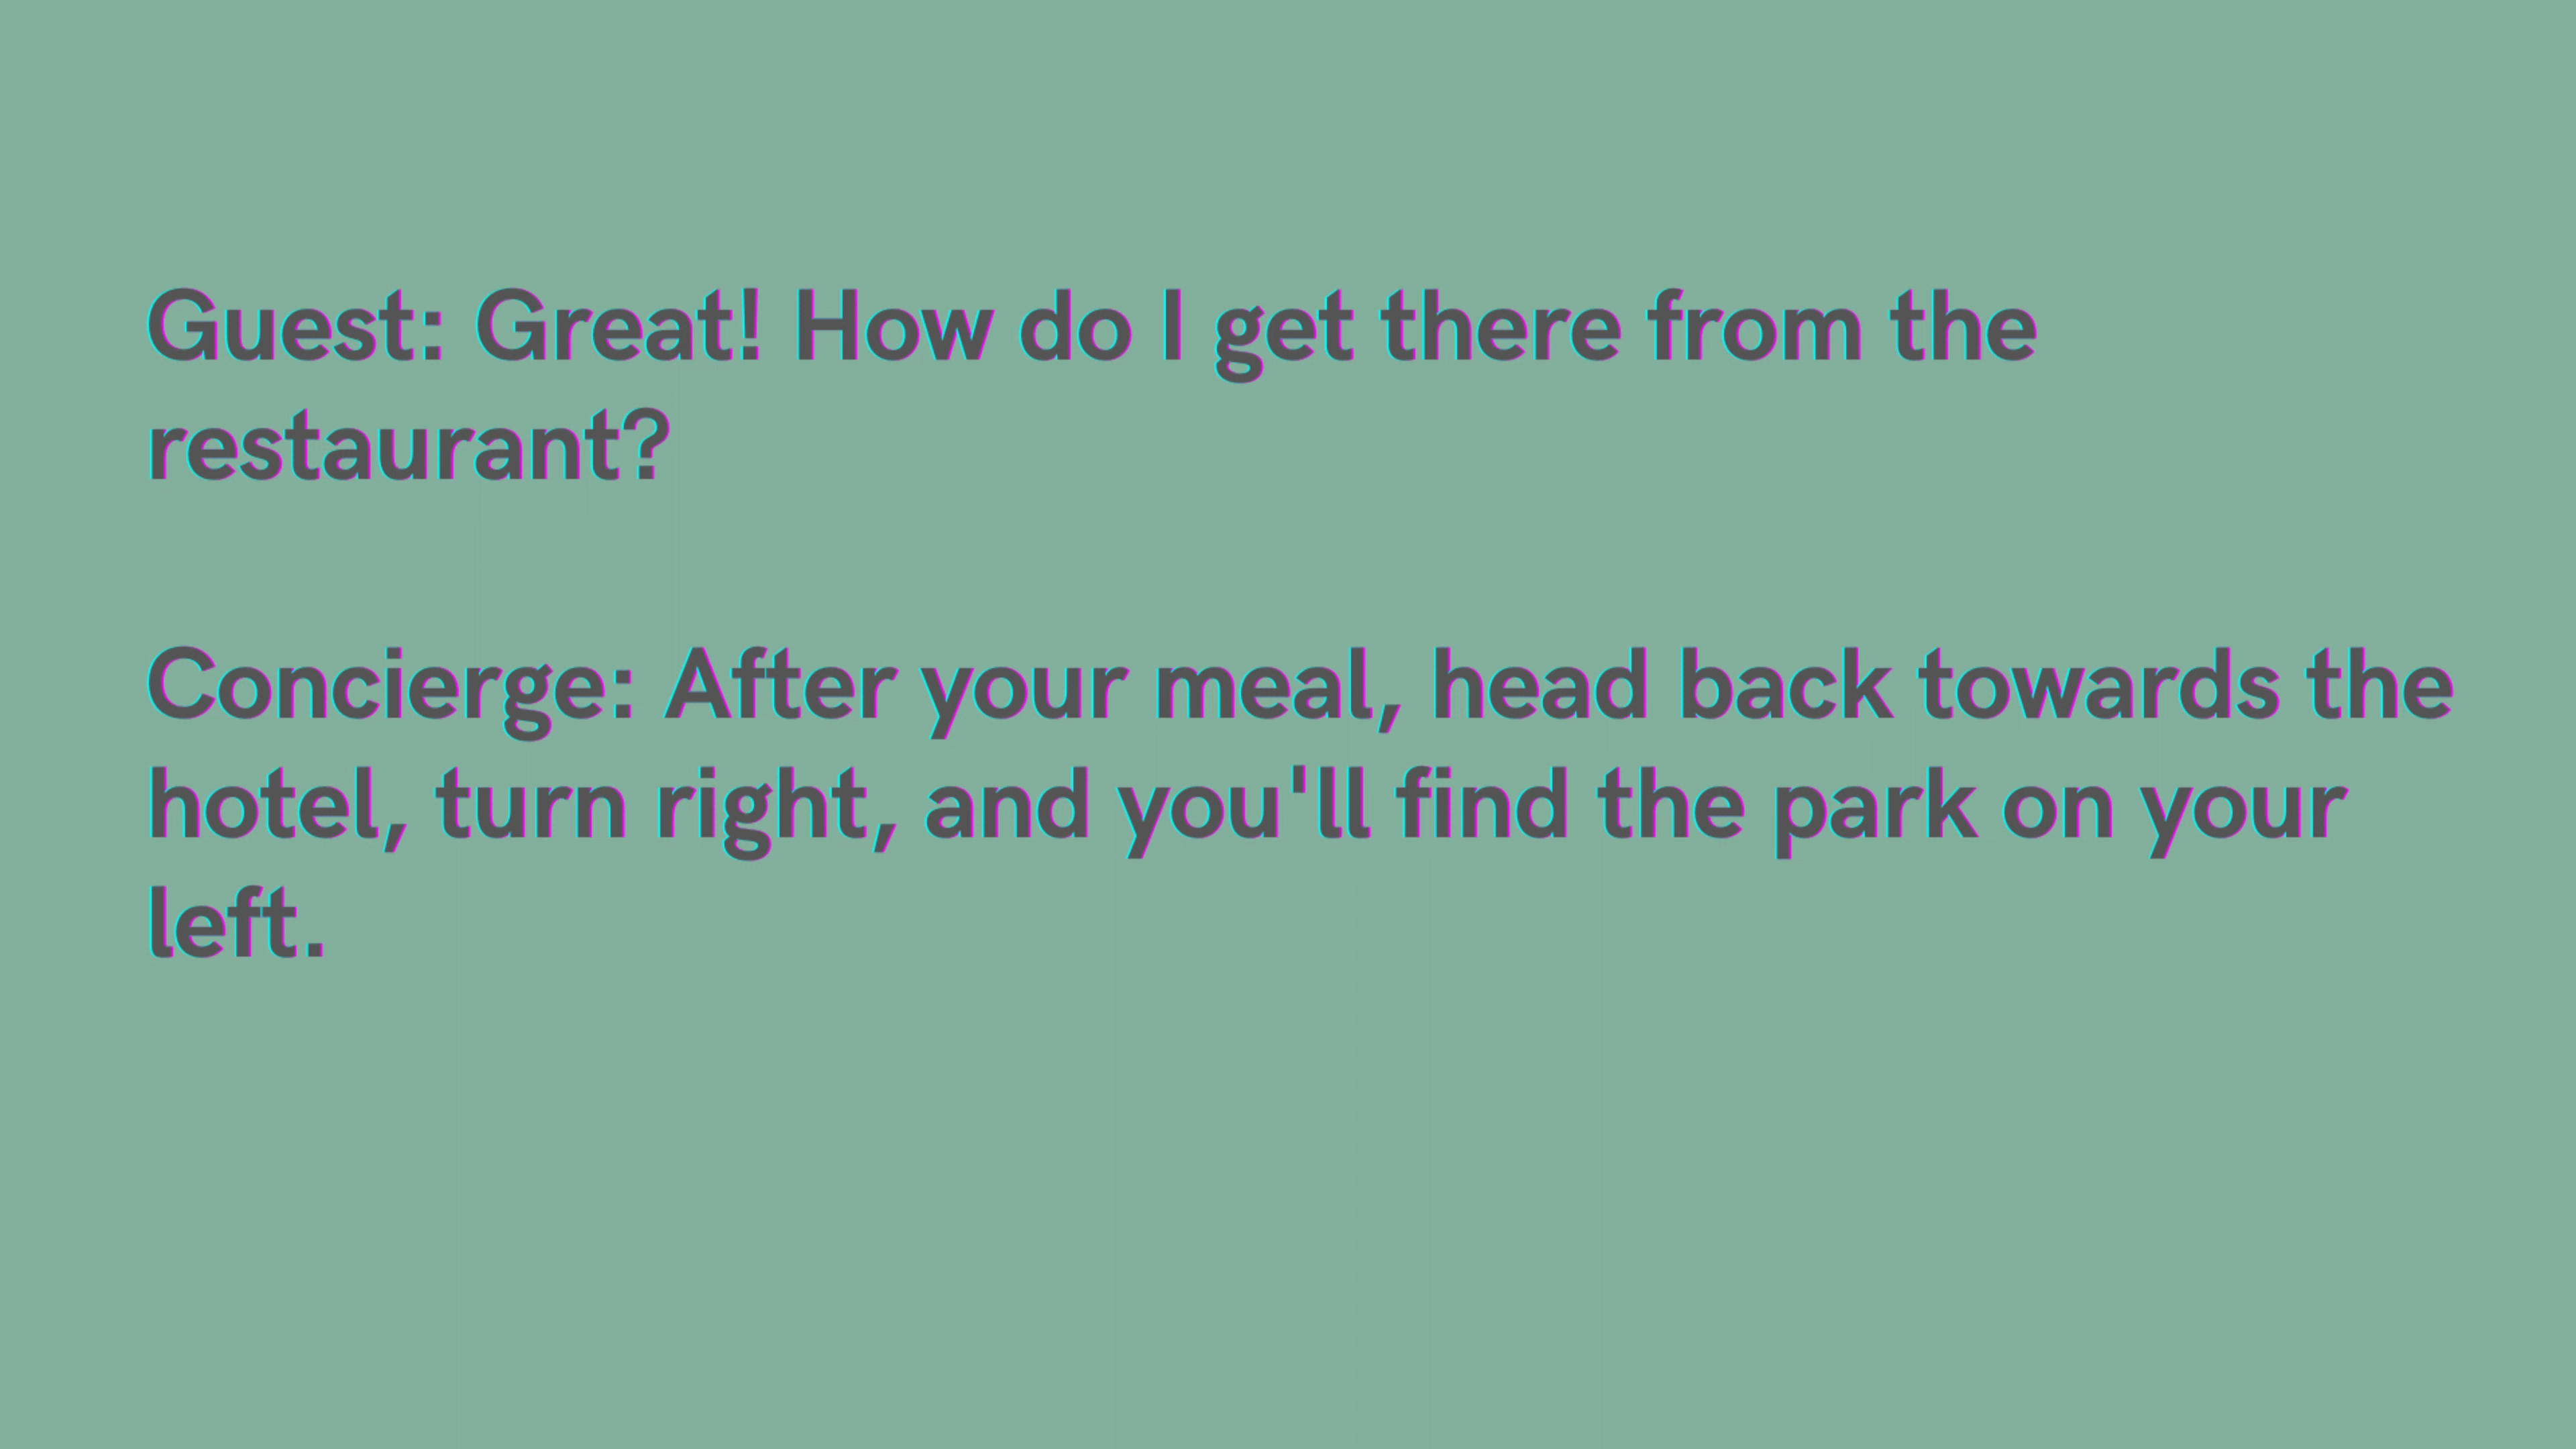 Guest: Great! How do I get there from the
restaurant?
Concierge: After your meal, head back towards the
hotel, turn right, and you'll find the park on your
left.